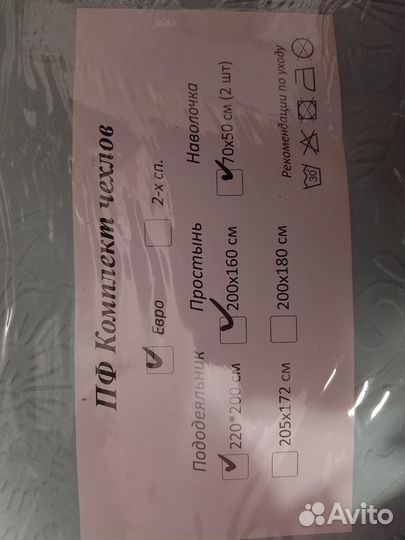 ПФ Комплект чехлов
Евро
2-х сп.
Пододеяльник
Простынь
Наволочка
220*200 см
200х160 см
70х50 см (2 шт)
205х172 см
200х180 см
Рекомендации по уходу
30
Avito